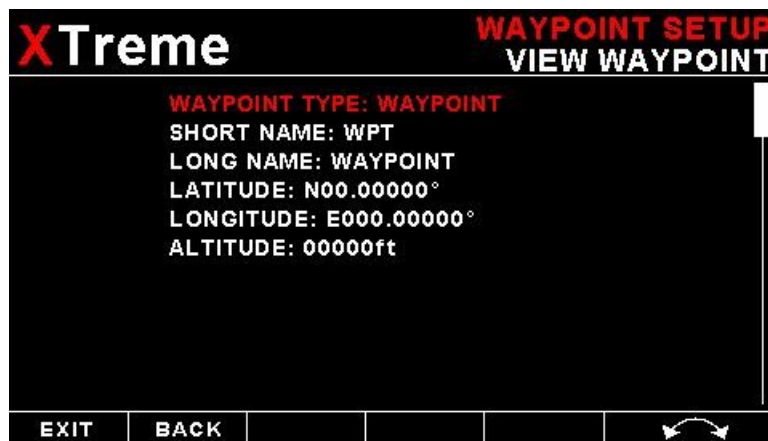 XTreme
WAYPOINT SETUP
VIEW WAYPOINT
WAYPOINT TYPE: WAYPOINT
SHORT NAME: WPT
LONG NAME: WAYPOINT
LATITUDE: N00.00000°
LONGITUDE: E000.00000°
ALTITUDE: 00000ft
EXIT BACK